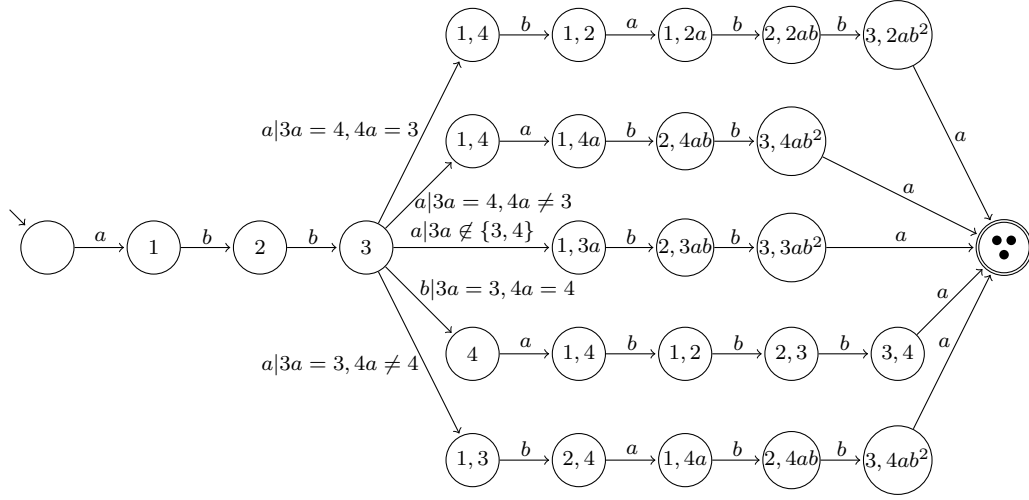 1, 4 b 1, 2 a 1, 2a b 2, 2ab b 3, 2ab²
a|3a = 4, 4a = 3 a
1, 4 a 1, 4a b 2, 4ab b 3, 4ab²
a|3a = 4, 4a ≠ 3 a
a|3a ∉ {3, 4}
a 1 b 2 b 3 1, 3a b 2, 3ab b 3, 3ab² a
b|3a = 3, 4a = 4 a
4 a 1, 4 b 1, 2 b 2, 3 b 3, 4
a|3a = 3, 4a ≠ 4 a
1, 3 b 2, 4 a 1, 4a b 2, 4ab b 3, 4ab²